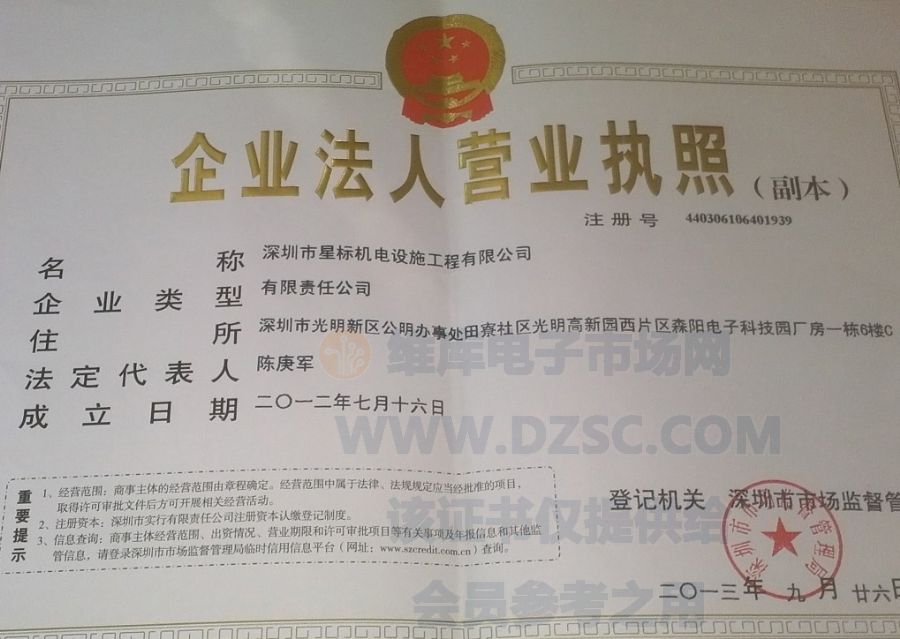 企业法人营业执照（副本）
注册号 440306106401939
名称 深圳市星标机电设施工程有限公司
企业类型 有限责任公司
住所 深圳市光明新区公明办事处田寮社区光明高新园西片区森阳电子科技园厂房一栋6楼C
法定代表人 陈庚军
成立日期 二〇一二年七月十六日
维库电子市场网
WWW.DZSC.COM
该证书仅提供给
会员参考之用
重要提示
1、经营范围：商事主体的经营范围由章程确定。经营范围中属于法律、法规规定应当经批准的项目，
取得许可审批文件后方可开展相关经营活动。
2、注册资本：深圳市实行有限责任公司注册资本认缴登记制度。
3、信息查询：商事主体经营范围、出资情况、营业期限和许可审批项目等有关事项及年报信息和其他监
管信息，请登录深圳市市场监督管理局临时信用信息平台（网址：www.szcredit.com.cn）查询。
登记机关 深圳市市场监督管
二〇一三年九月廿六日